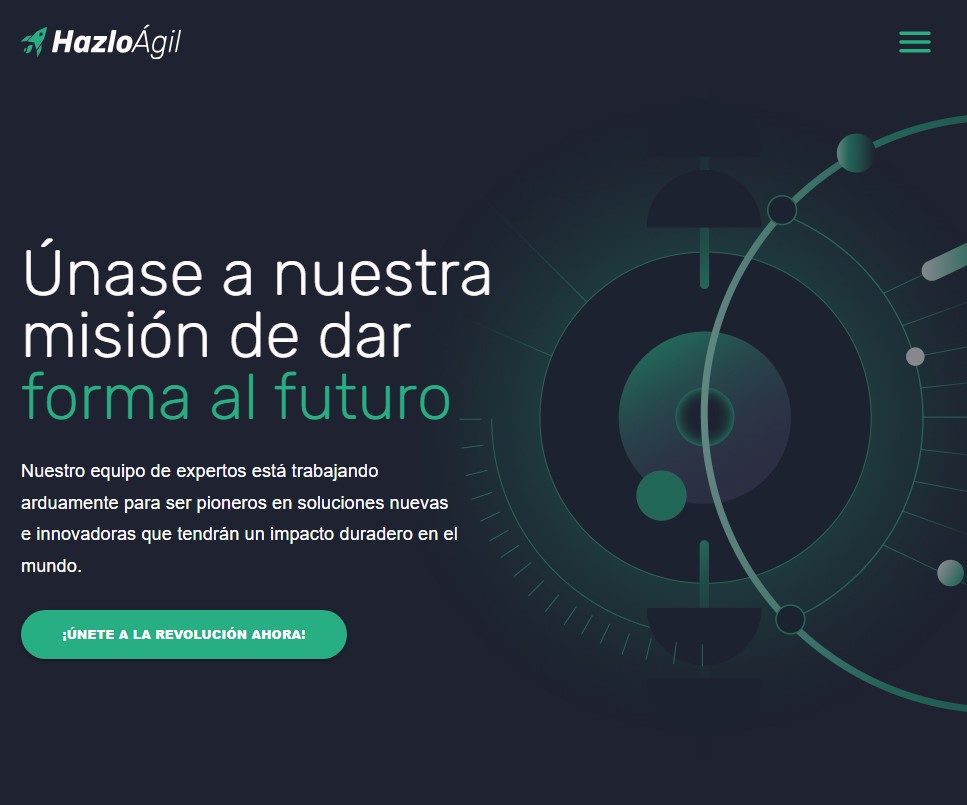 HazloÁgil
Únase a nuestra
misión de dar
forma al futuro
Nuestro equipo de expertos está trabajando
arduamente para ser pioneros en soluciones nuevas
e innovadoras que tendrán un impacto duradero en el
mundo.
¡ÚNETE A LA REVOLUCIÓN AHORA!